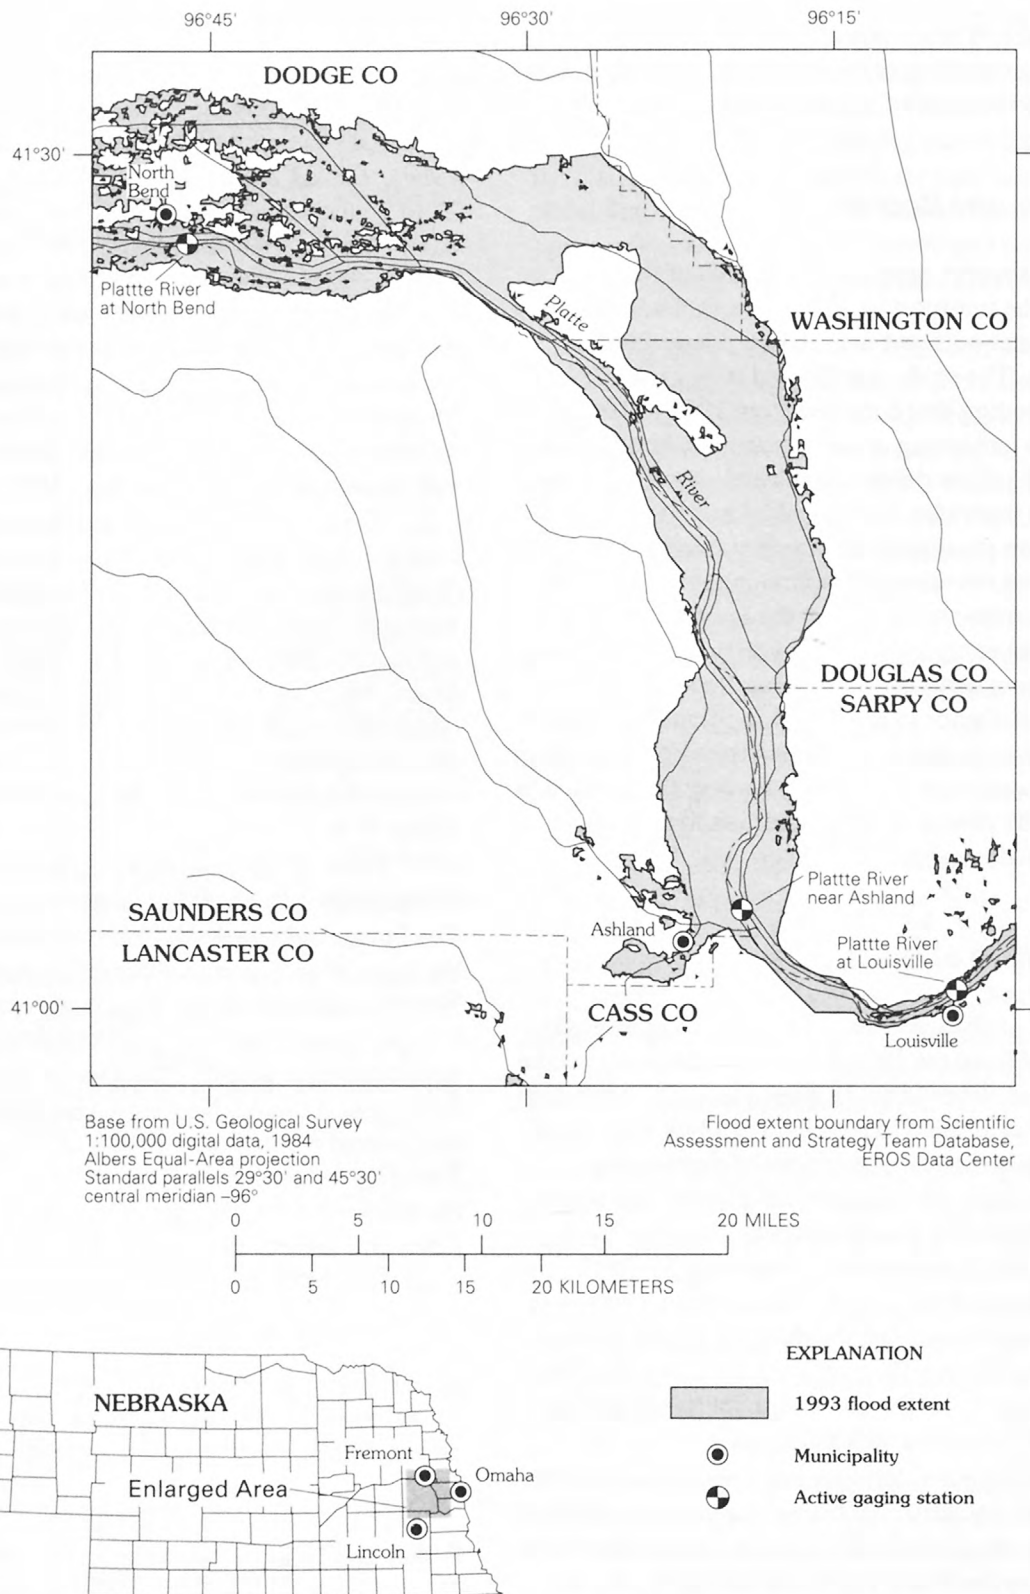 96°45'
96°30'
96°15'
DODGE CO
41°30'
North
Bend
Plattte River
at North Bend
Platte
WASHINGTON CO
River
DOUGLAS CO
SARPY CO
Plattte River
near Ashland
SAUNDERS CO
Ashland
LANCASTER CO
Plattte River
at Louisville
41°00'
CASS CO
Louisville
Base from U.S. Geological Survey
1:100,000 digital data, 1984
Albers Equal-Area projection
Standard parallels 29°30' and 45°30'
central meridian –96°
Flood extent boundary from Scientific
Assessment and Strategy Team Database,
EROS Data Center
0 5 10 15 20 MILES
0 5 10 15 20 KILOMETERS
EXPLANATION
1993 flood extent
Municipality
Active gaging station
NEBRASKA
Fremont
Omaha
Enlarged Area
Lincoln